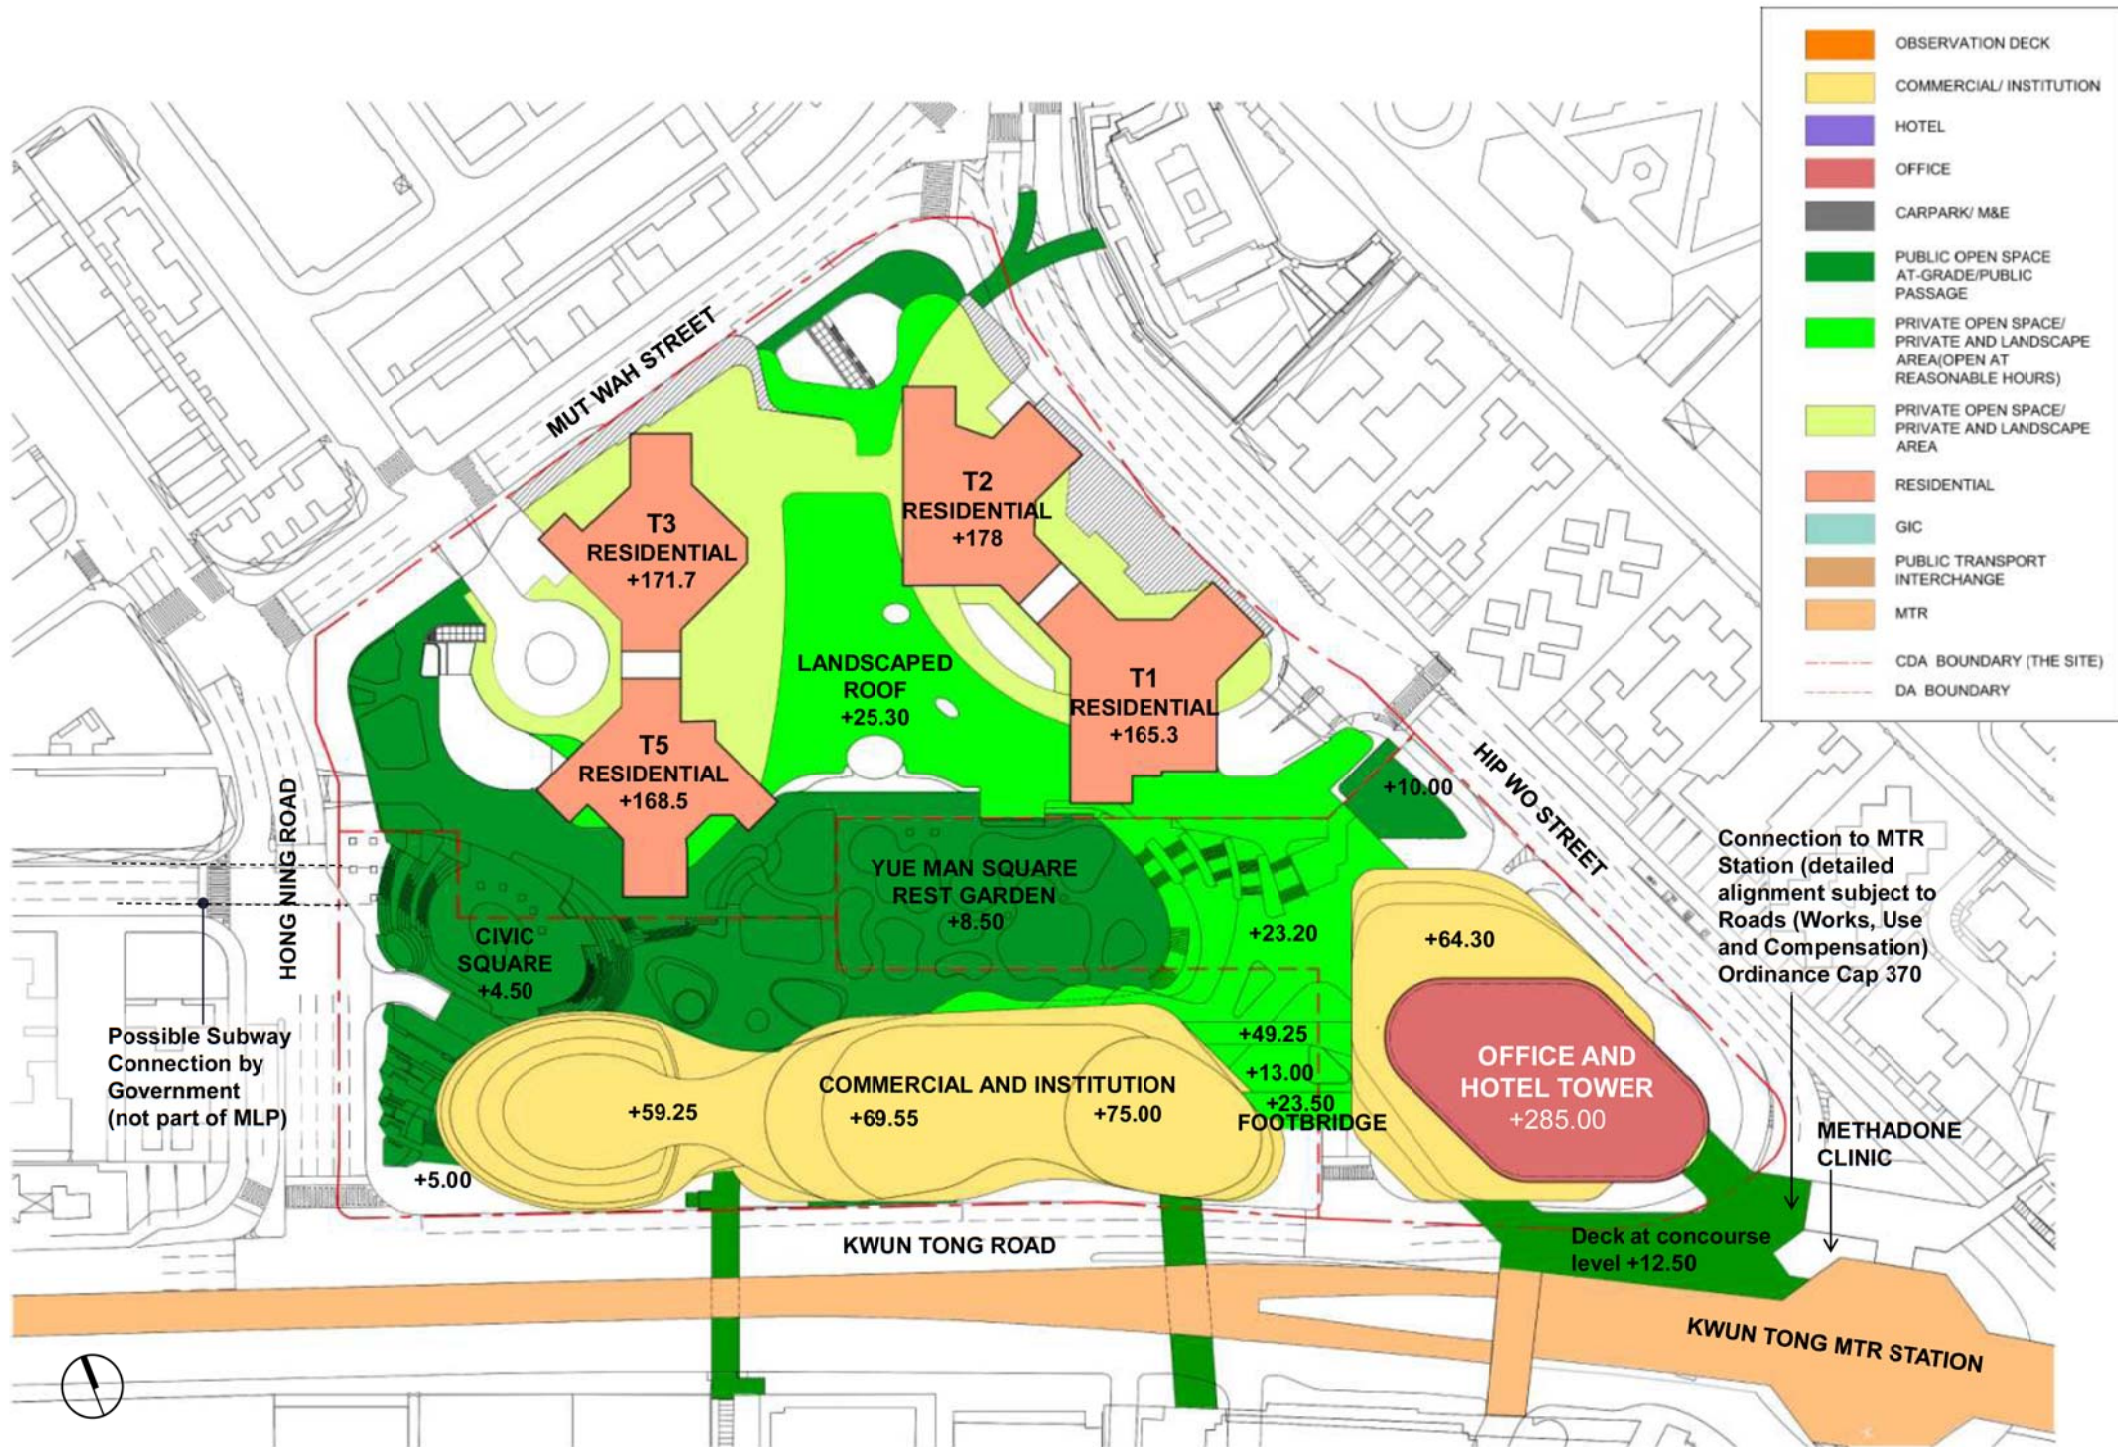 OBSERVATION DECK
COMMERCIAL/ INSTITUTION
HOTEL
OFFICE
CARPARK/ M&E
PUBLIC OPEN SPACE
AT-GRADE/PUBLIC
PASSAGE
PRIVATE OPEN SPACE/
PRIVATE AND LANDSCAPE
AREA(OPEN AT
REASONABLE HOURS)
PRIVATE OPEN SPACE/
PRIVATE AND LANDSCAPE
AREA
RESIDENTIAL
GIC
PUBLIC TRANSPORT
INTERCHANGE
MTR
CDA BOUNDARY (THE SITE)
DA BOUNDARY
MUT WAH STREET
T2
RESIDENTIAL
+178
T3
RESIDENTIAL
+171.7
LANDSCAPED
ROOF
+25.30
T1
RESIDENTIAL
+165.3
T5
RESIDENTIAL
+168.5
HIP WO STREET
+10.00
HONG NING ROAD
YUE MAN SQUARE
REST GARDEN
+8.50
CIVIC
SQUARE
+4.50
+23.20
+64.30
Connection to MTR
Station (detailed
alignment subject to
Roads (Works, Use
and Compensation)
Ordinance Cap 370
Possible Subway
Connection by
Government
(not part of MLP)
+49.25
+13.00
+23.50
FOOTBRIDGE
OFFICE AND
HOTEL TOWER
+285.00
COMMERCIAL AND INSTITUTION
+59.25
+69.55
+75.00
METHADONE
CLINIC
+5.00
KWUN TONG ROAD
Deck at concourse
level +12.50
KWUN TONG MTR STATION